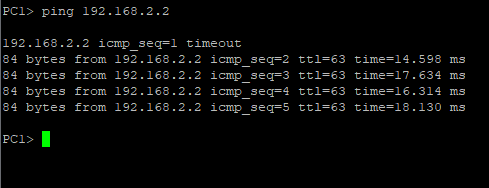 PC1> ping 192.168.2.2
192.168.2.2 icmp_seq=1 timeout
84 bytes from 192.168.2.2 icmp_seq=2 ttl=63 time=14.598 ms
84 bytes from 192.168.2.2 icmp_seq=3 ttl=63 time=17.634 ms
84 bytes from 192.168.2.2 icmp_seq=4 ttl=63 time=16.314 ms
84 bytes from 192.168.2.2 icmp_seq=5 ttl=63 time=18.130 ms
PC1>